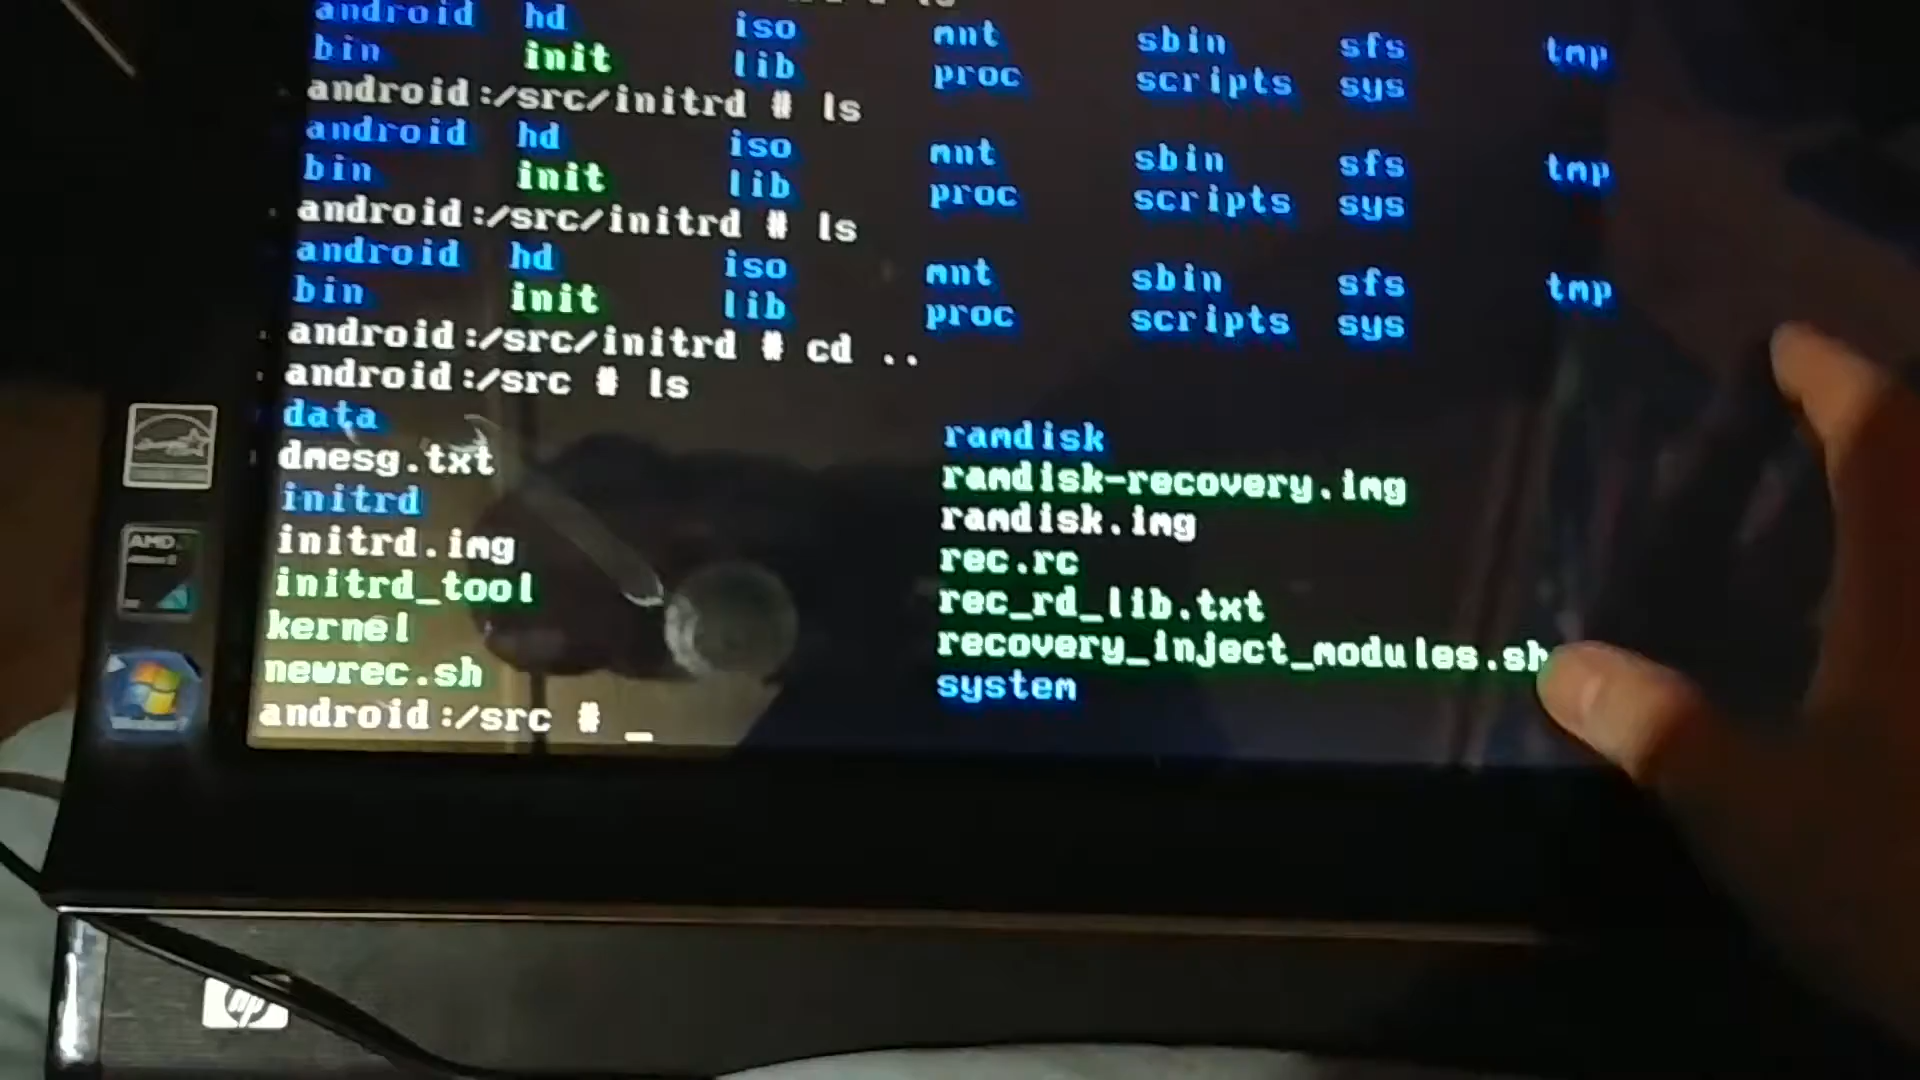 ls
android hd iso mnt sbin sfs tmp
bin init lib proc scripts sys
android:/src/initrd # ls
android hd iso mnt sbin sfs tmp
bin init lib proc scripts sys
android:/src/initrd # ls
android hd iso mnt sbin sfs tmp
bin init lib proc scripts sys
android:/src/initrd # cd ..
android:/src # ls
data ramdisk
dmesg.txt ramdisk-recovery.img
initrd ramdisk.img
initrd.img rec.rc
initrd_tool rec_rd_lib.txt
kernel recovery_inject_modules.sh
newrec.sh system
android:/src # _
AMD
hp